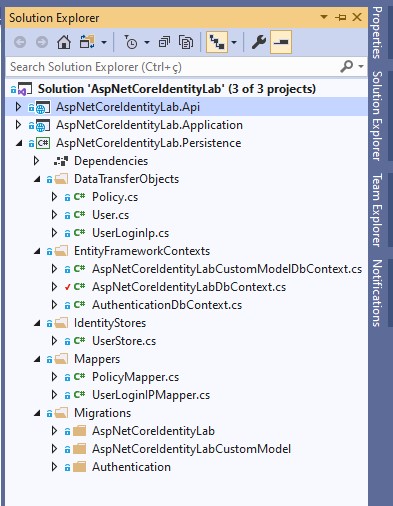 Solution Explorer
Search Solution Explorer (Ctrl+ç)
Solution 'AspNetCoreIdentityLab' (3 of 3 projects)
AspNetCoreIdentityLab.Api
AspNetCoreIdentityLab.Application
C# AspNetCoreIdentityLab.Persistence
Dependencies
DataTransferObjects
C# Policy.cs
C# User.cs
C# UserLoginIp.cs
EntityFrameworkContexts
C# AspNetCoreIdentityLabCustomModelDbContext.cs
C# AspNetCoreIdentityLabDbContext.cs
C# AuthenticationDbContext.cs
IdentityStores
C# UserStore.cs
Mappers
C# PolicyMapper.cs
C# UserLoginIPMapper.cs
Migrations
AspNetCoreIdentityLab
AspNetCoreIdentityLabCustomModel
Authentication
Properties
Solution Explorer
Team Explorer
Notifications